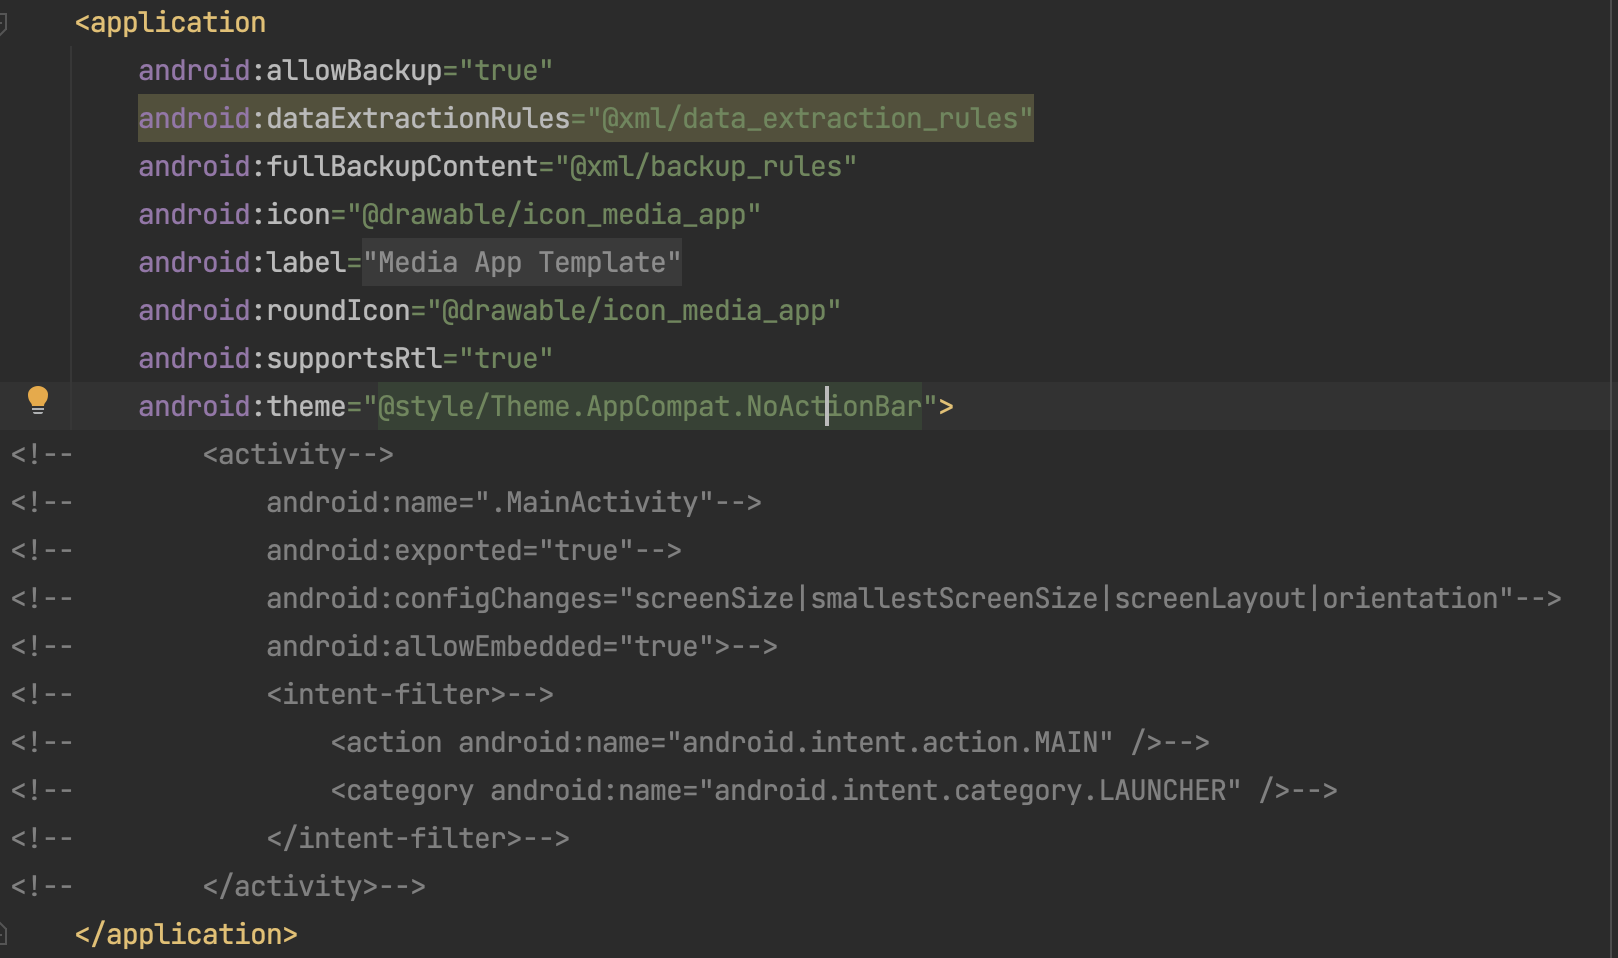 <application
android:allowBackup="true"
android:dataExtractionRules="@xml/data_extraction_rules"
android:fullBackupContent="@xml/backup_rules"
android:icon="@drawable/icon_media_app"
android:label="Media App Template"
android:roundIcon="@drawable/icon_media_app"
android:supportsRtl="true"
android:theme="@style/Theme.AppCompat.NoActionBar">
<!--        <activity-->
<!--            android:name=".MainActivity"-->
<!--            android:exported="true"-->
<!--            android:configChanges="screenSize|smallestScreenSize|screenLayout|orientation"-->
<!--            android:allowEmbedded="true">-->
<!--            <intent-filter>-->
<!--                <action android:name="android.intent.action.MAIN" />-->
<!--                <category android:name="android.intent.category.LAUNCHER" />-->
<!--            </intent-filter>-->
<!--        </activity>-->
</application>